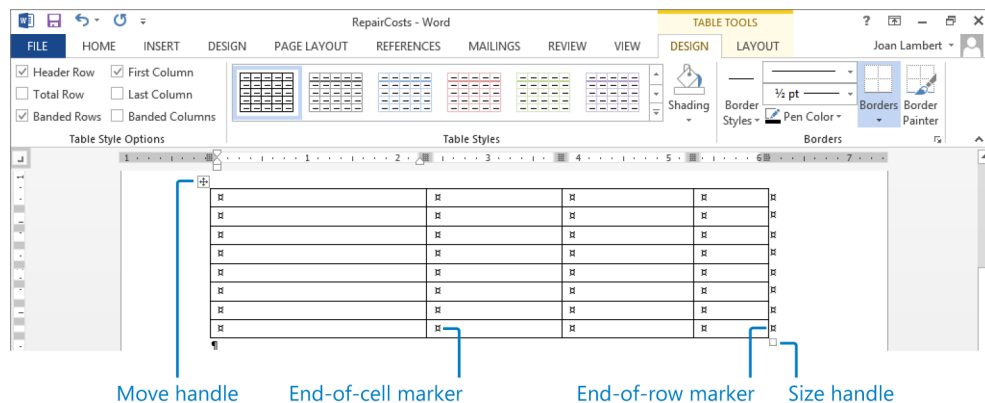 RepairCosts - Word
TABLE TOOLS
?
FILE HOME INSERT DESIGN PAGE LAYOUT REFERENCES MAILINGS REVIEW VIEW DESIGN LAYOUT Joan Lambert
Header Row First Column
Total Row Last Column
Banded Rows Banded Columns
Table Style Options
Table Styles
Shading
Border
Styles
½ pt
Pen Color
Borders
Border
Painter
Borders
1 1 2 3 4 5 6 7
¤ ¤ ¤ ¤ ¤
¤ ¤ ¤ ¤ ¤
¤ ¤ ¤ ¤ ¤
¤ ¤ ¤ ¤ ¤
¤ ¤ ¤ ¤ ¤
¤ ¤ ¤ ¤ ¤
¤ ¤ ¤ ¤ ¤
¤ ¤ ¤ ¤ ¤
¶
Move handle End-of-cell marker End-of-row marker Size handle